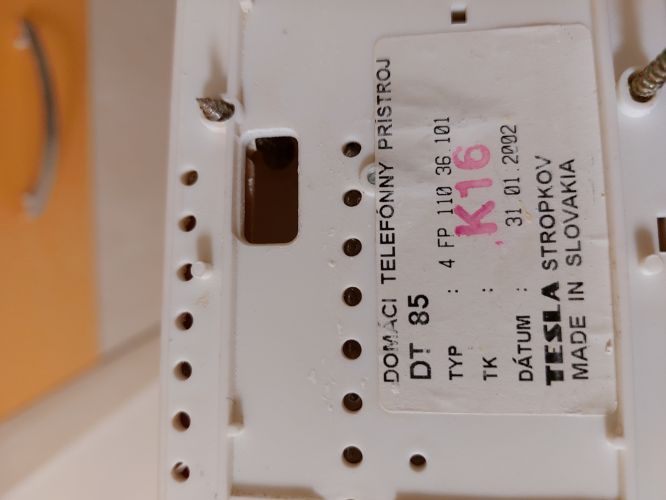 DOMÁCI TELEFÓNNY PRÍSTROJ
DT 85
TYP : 4 FP 110 36 101
TK : K16
DÁTUM : 31.01.2002
TESLA STROPKOV
MADE IN SLOVAKIA